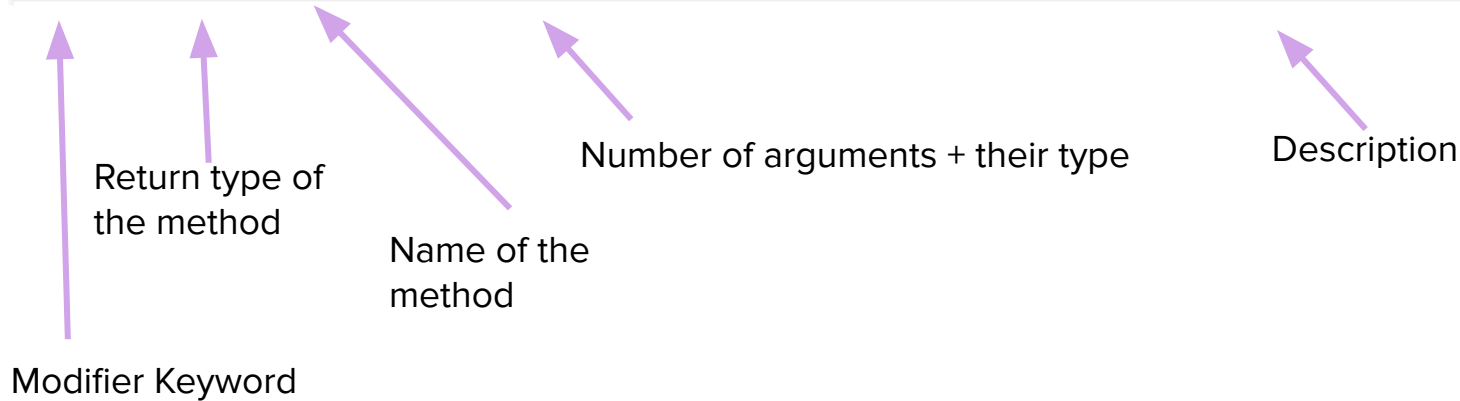 Return type of
the method
Name of the
method
Number of arguments + their type
Description
Modifier Keyword